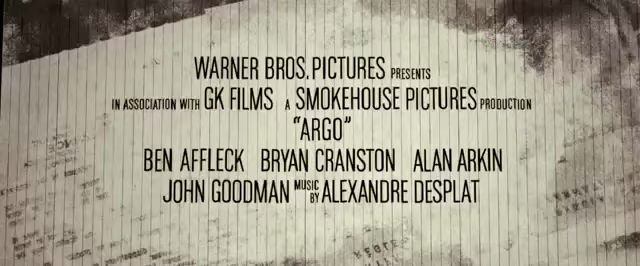 WARNER BROS. PICTURES PRESENTS
IN ASSOCIATION WITH GK FILMS A SMOKEHOUSE PICTURES PRODUCTION
"ARGO"
BEN AFFLECK BRYAN CRANSTON ALAN ARKIN
JOHN GOODMAN MUSIC BY ALEXANDRE DESPLAT